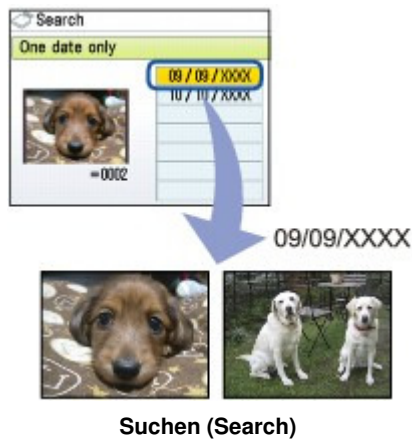 Search
One date only
09 / 09 / XXXX
10 / 10 / XXXX
=0002
09/09/XXXX
Suchen (Search)